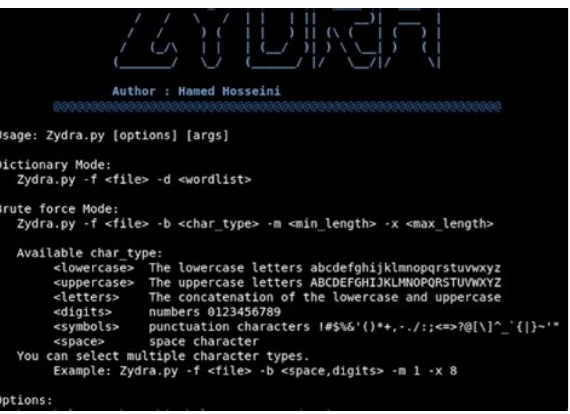 ZYDRA
Author : Hamed Hosseini
@@@@@@@@@@@@@@@@@@@@@@@@@@@@@@@@@@@@@@@@@@@@@@@@@@@@@@@@@@@@@@@@@@
Usage: Zydra.py [options] [args]
Dictionary Mode:
Zydra.py -f <file> -d <wordlist>
Brute force Mode:
Zydra.py -f <file> -b <char_type> -m <min_length> -x <max_length>
Available char_type:
<lowercase> The lowercase letters abcdefghijklmnopqrstuvwxyz
<uppercase> The uppercase letters ABCDEFGHIJKLMNOPQRSTUVWXYZ
<letters> The concatenation of the lowercase and uppercase
<digits> numbers 0123456789
<symbols> punctuation characters !#$%&'()*+,-./:;<=>?@[\]^_`{|}~'"
<space> space character
You can select multiple character types.
Example: Zydra.py -f <file> -b <space,digits> -m 1 -x 8
Options: